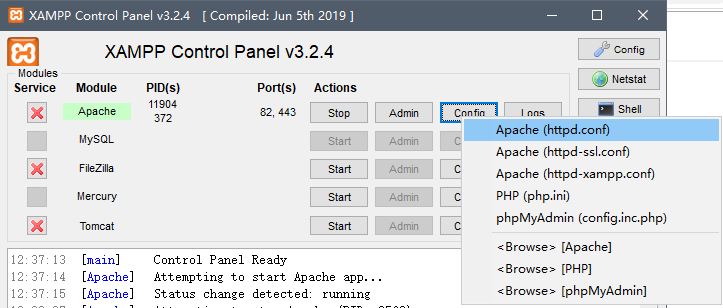 XAMPP Control Panel v3.2.4 [ Compiled: Jun 5th 2019 ]
XAMPP Control Panel v3.2.4
Config
Netstat
Shell
Modules
Service Module PID(s) Port(s) Actions
Apache 11904 372 82, 443 Stop Admin Config Logs
MySQL Start Admin
FileZilla Start Admin
Mercury Start Admin
Tomcat Start Admin
Apache (httpd.conf)
Apache (httpd-ssl.conf)
Apache (httpd-xampp.conf)
PHP (php.ini)
phpMyAdmin (config.inc.php)
<Browse> [Apache]
<Browse> [PHP]
<Browse> [phpMyAdmin]
12:37:13 [main] Control Panel Ready
12:37:14 [Apache] Attempting to start Apache app...
12:37:15 [Apache] Status change detected: running